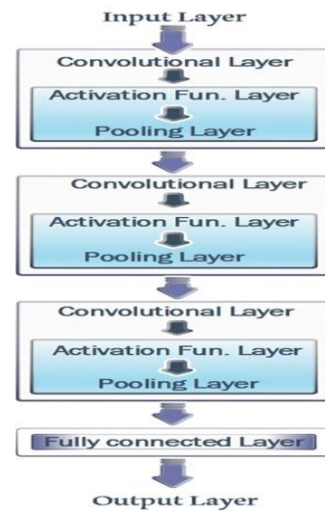 Input Layer
Convolutional Layer
Activation Fun. Layer
Pooling Layer
Convolutional Layer
Activation Fun. Layer
Pooling Layer
Convolutional Layer
Activation Fun. Layer
Pooling Layer
Fully connected Layer
Output Layer